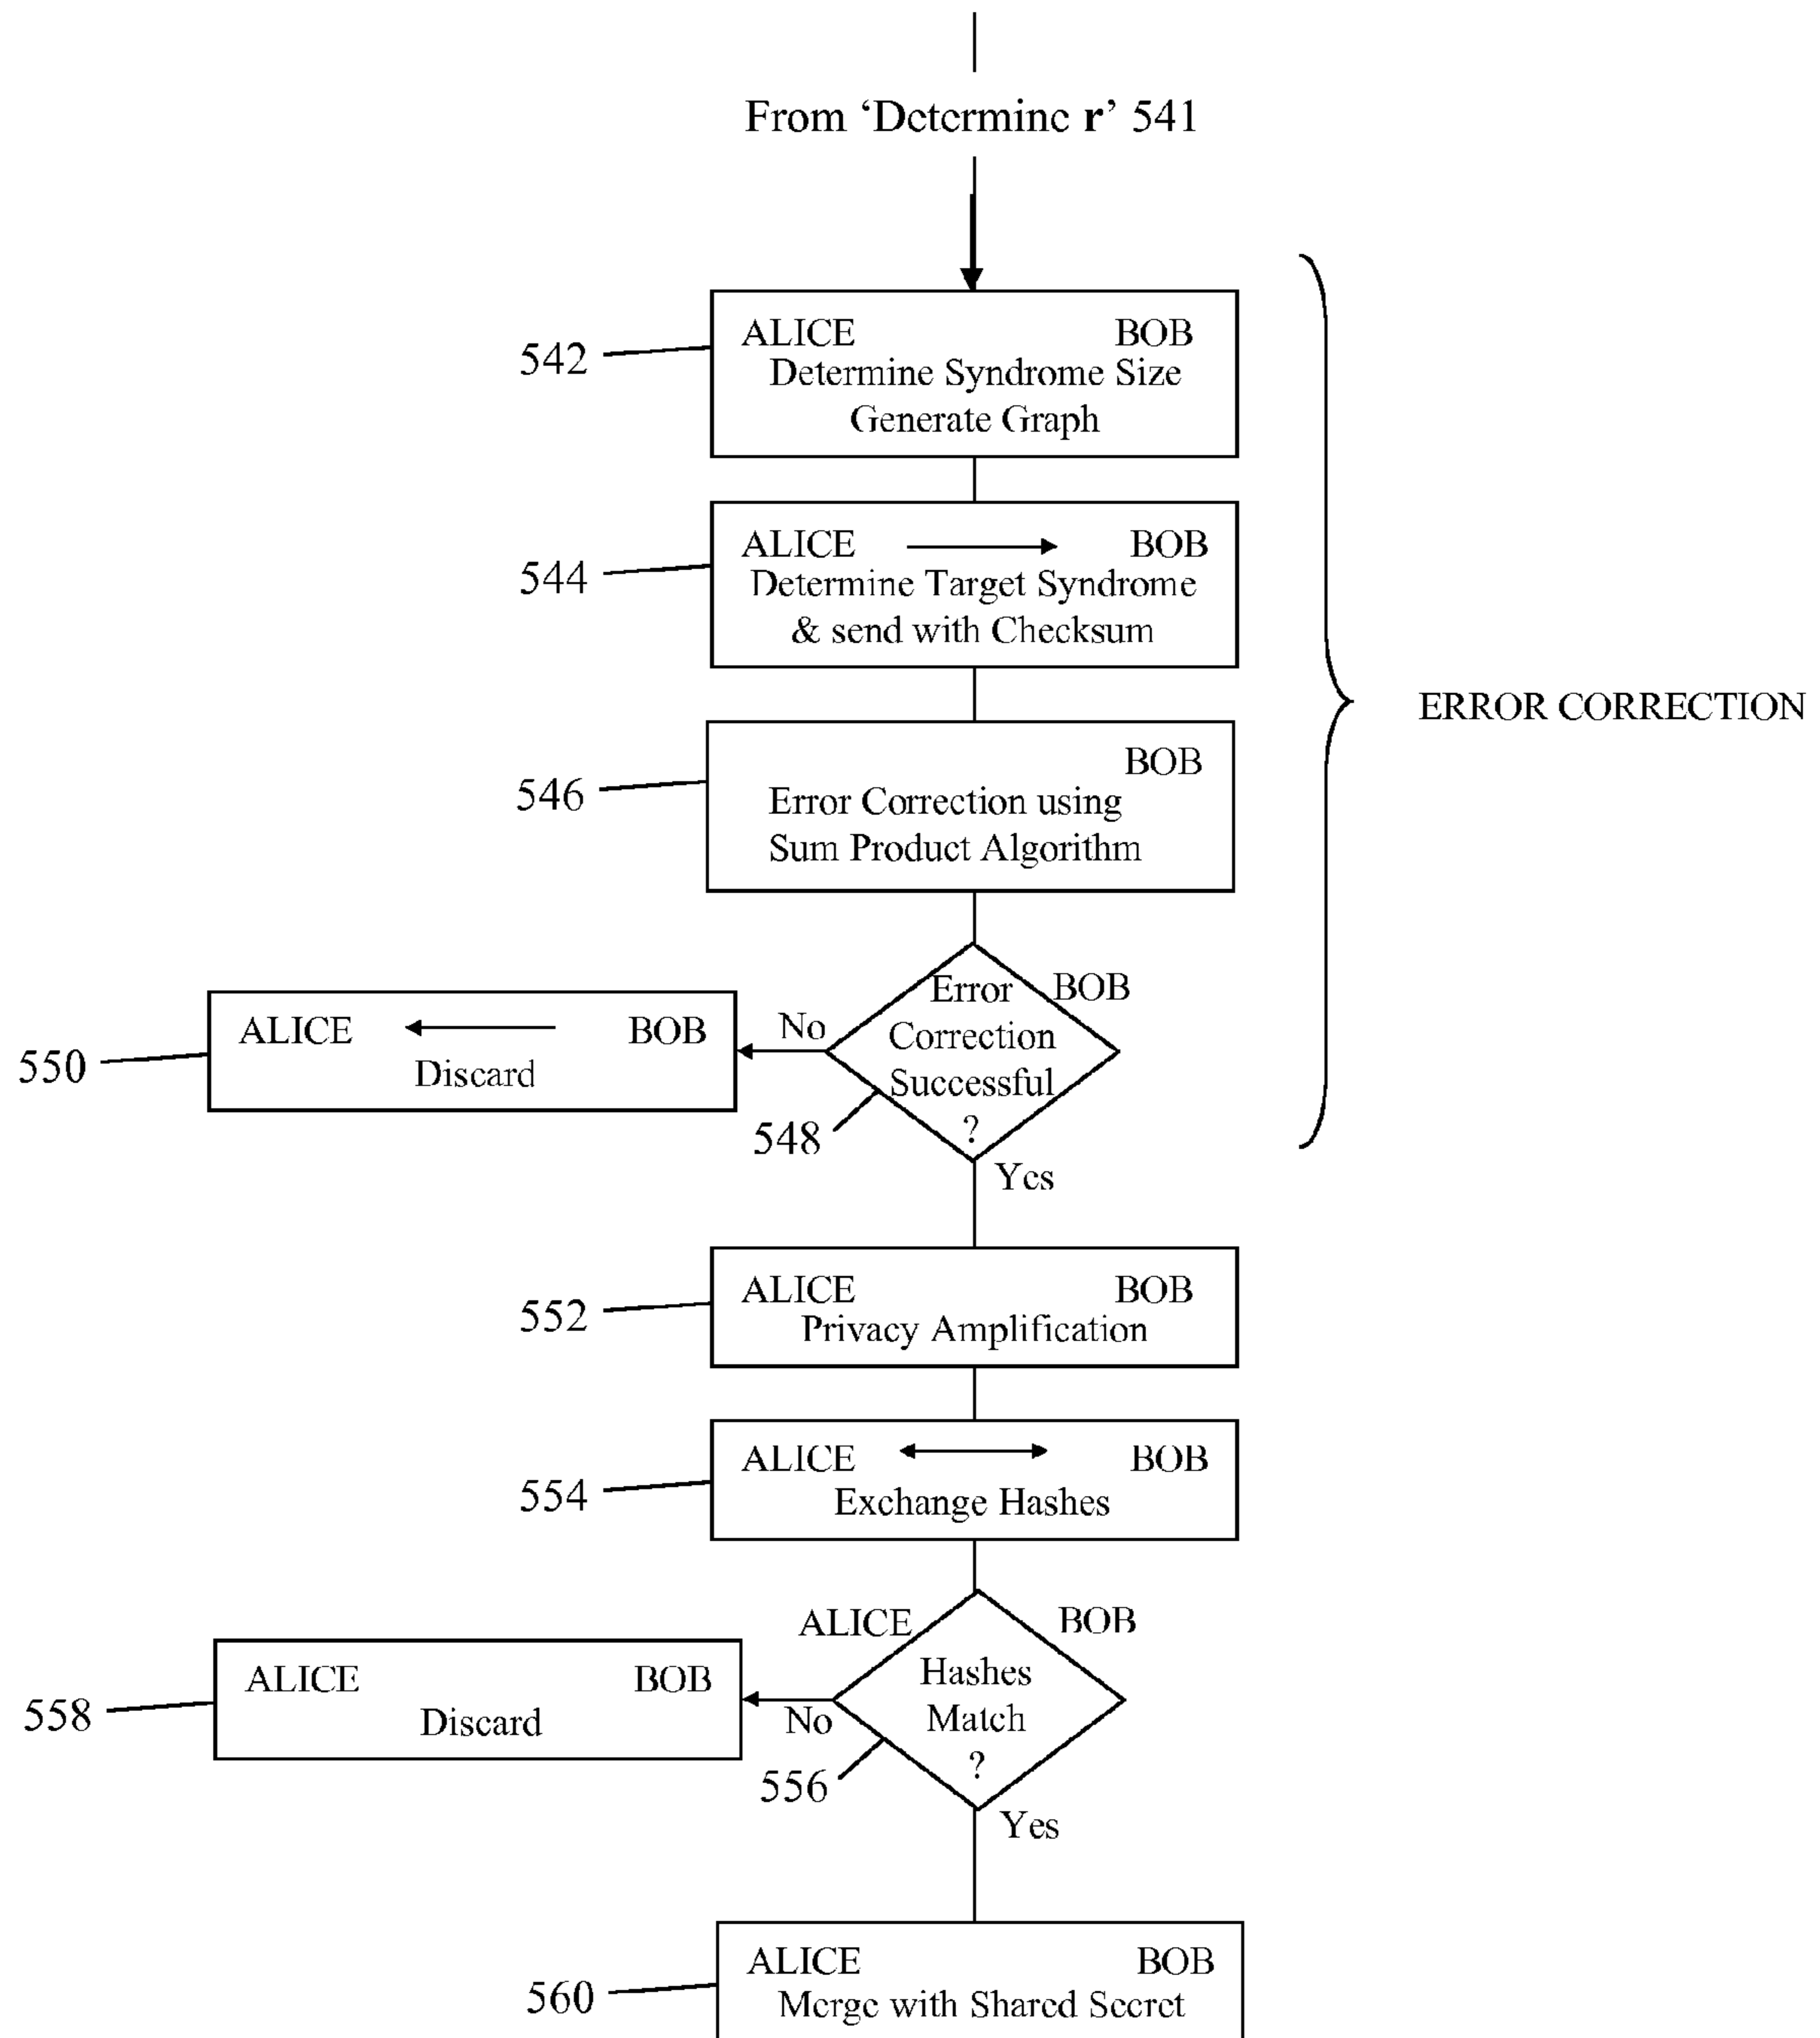 From ‘Determine r’ 541
ALICE BOB
542
Determine Syndrome Size
Generate Graph
ALICE BOB
544
Determine Target Syndrome
& send with Checksum
ERROR CORRECTION
BOB
546
Error Correction using
Sum Product Algorithm
Error BOB
Correction
Successful
?
548
No
Yes
ALICE BOB
550
Discard
ALICE BOB
552
Privacy Amplification
ALICE BOB
554
Exchange Hashes
ALICE BOB
Hashes
Match
?
556
No
Yes
ALICE BOB
558
Discard
ALICE BOB
560
Merge with Shared Secret